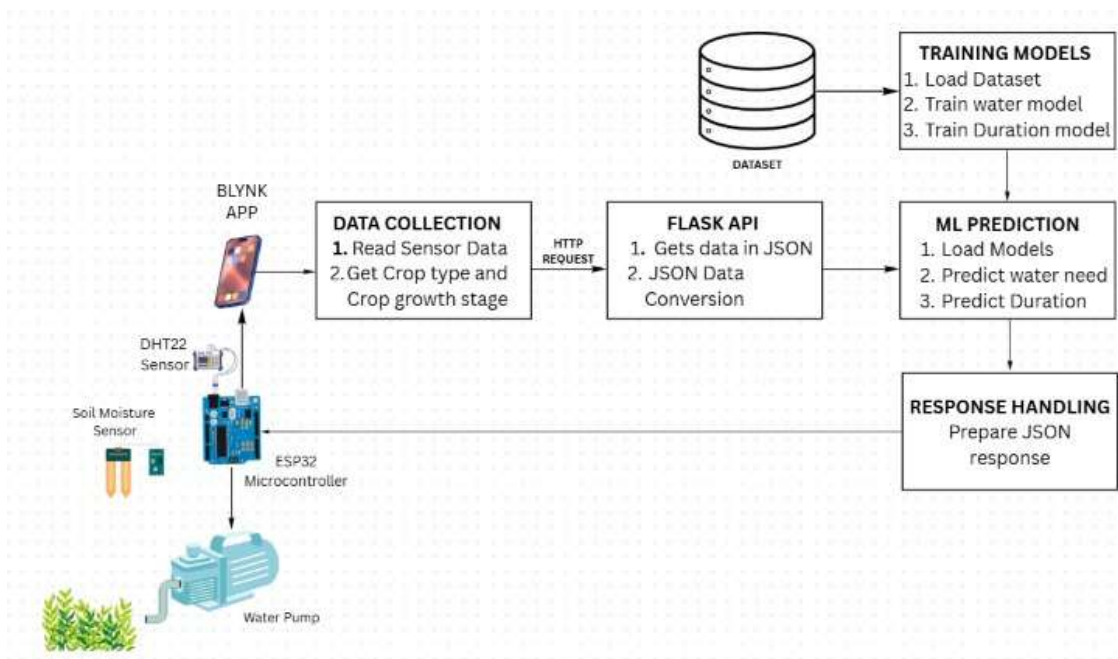 TRAINING MODELS
1. Load Dataset
2. Train water model
3. Train Duration model
DATASET
BLYNK
APP
DATA COLLECTION
1. Read Sensor Data
2. Get Crop type and
Crop growth stage
HTTP
REQUEST
FLASK API
1. Gets data in JSON
2. JSON Data
Conversion
ML PREDICTION
1. Load Models
2. Predict water need
3. Predict Duration
DHT22
Sensor
Soil Moisture
Sensor
ESP32
Microcontroller
RESPONSE HANDLING
Prepare JSON
response
Water Pump